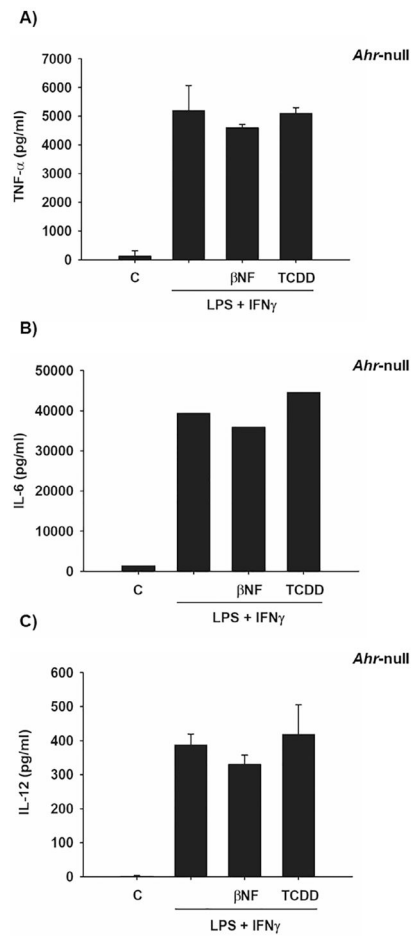 A)
Ahr-null
7000
6000
5000
4000
3000
2000
1000
0
TNF-α (pg/ml)
C βNF TCDD
LPS + IFNγ
B)
Ahr-null
50000
40000
30000
20000
10000
0
IL-6 (pg/ml)
C βNF TCDD
LPS + IFNγ
C)
Ahr-null
600
500
400
300
200
100
0
IL-12 (pg/ml)
C βNF TCDD
LPS + IFNγ